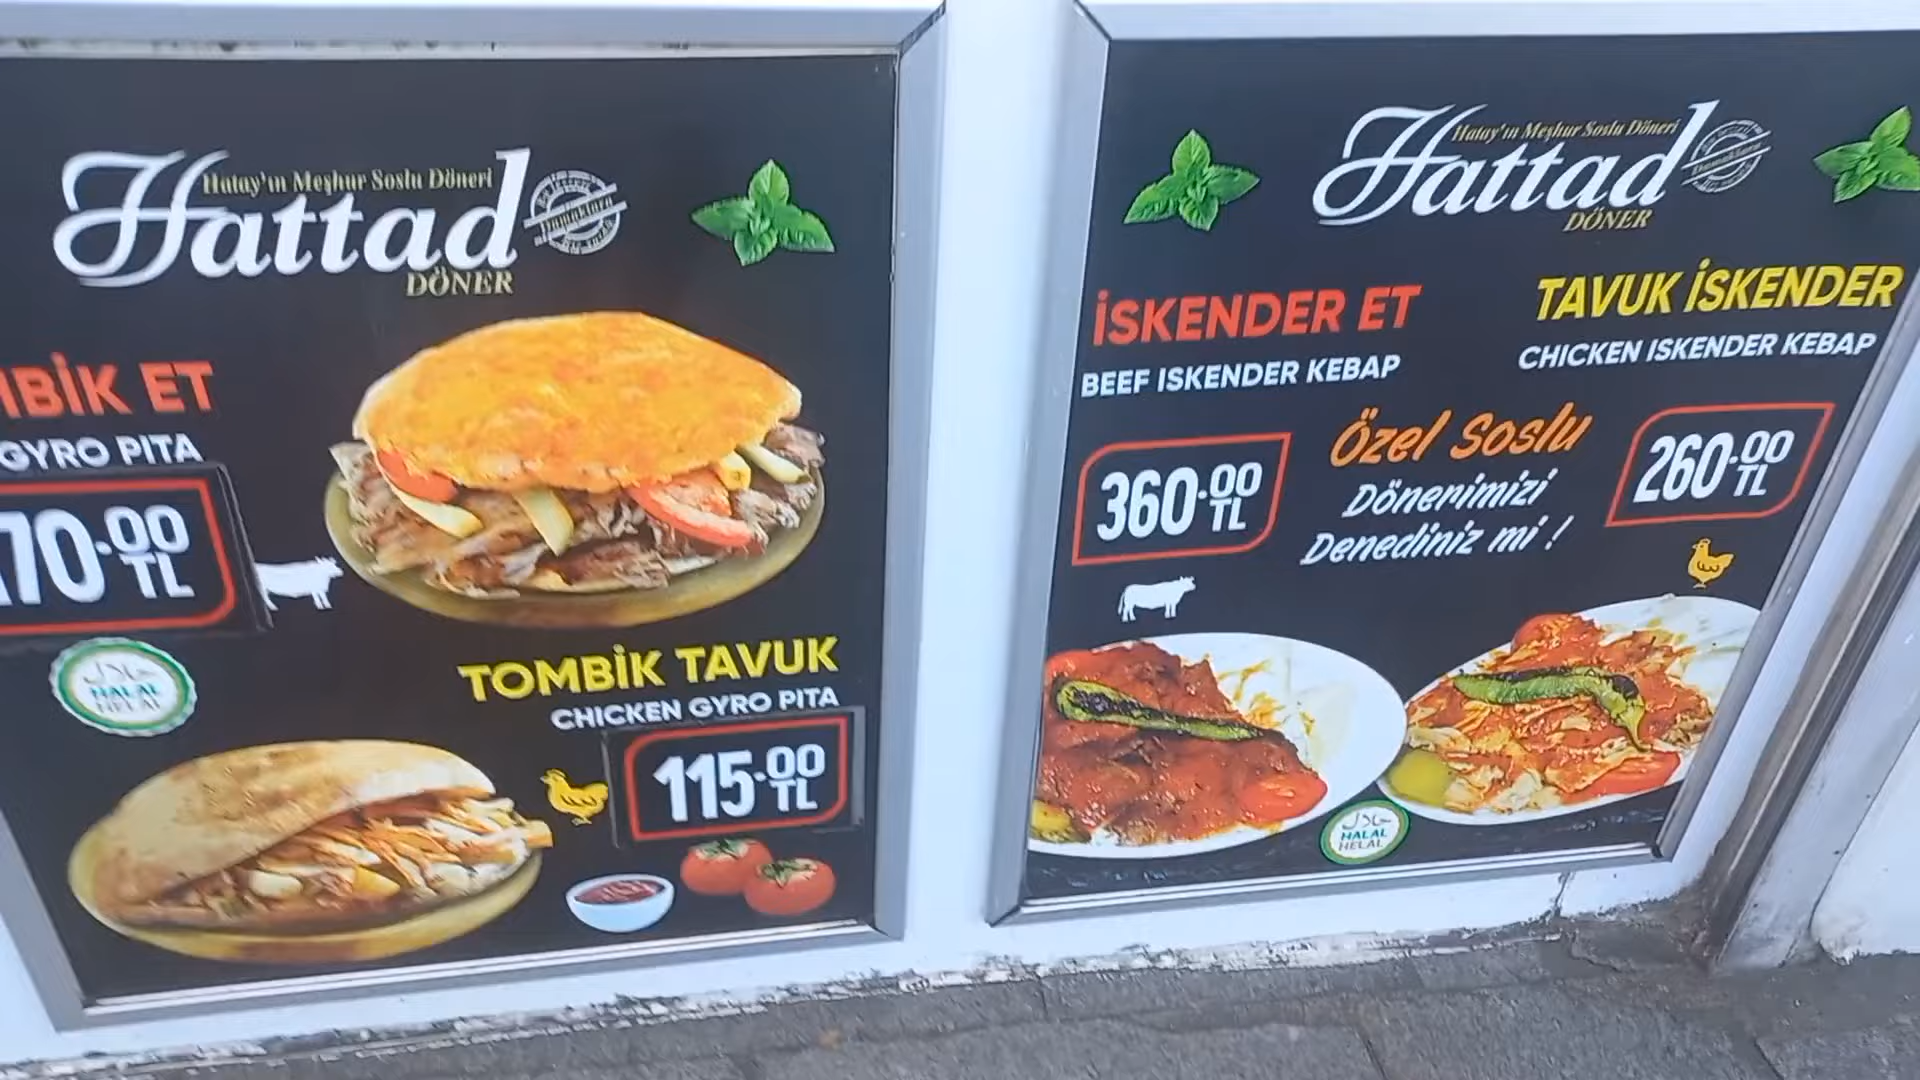 Hatay'ın Meşhur Soslu Döneri
Hattad
DÖNER
ET
GYRO PITA
70.00
TL
HALAL
HELAL
TOMBİK TAVUK
CHICKEN GYRO PITA
115.00
TL
Hatay'ın Meşhur Soslu Döneri
Hattad
DÖNER
İSKENDER ET
BEEF ISKENDER KEBAP
360.00
TL
TAVUK İSKENDER
CHICKEN ISKENDER KEBAP
260.00
TL
Özel Soslu
Dönerimizi
Denediniz mi !
حلال
HALAL
HELAL